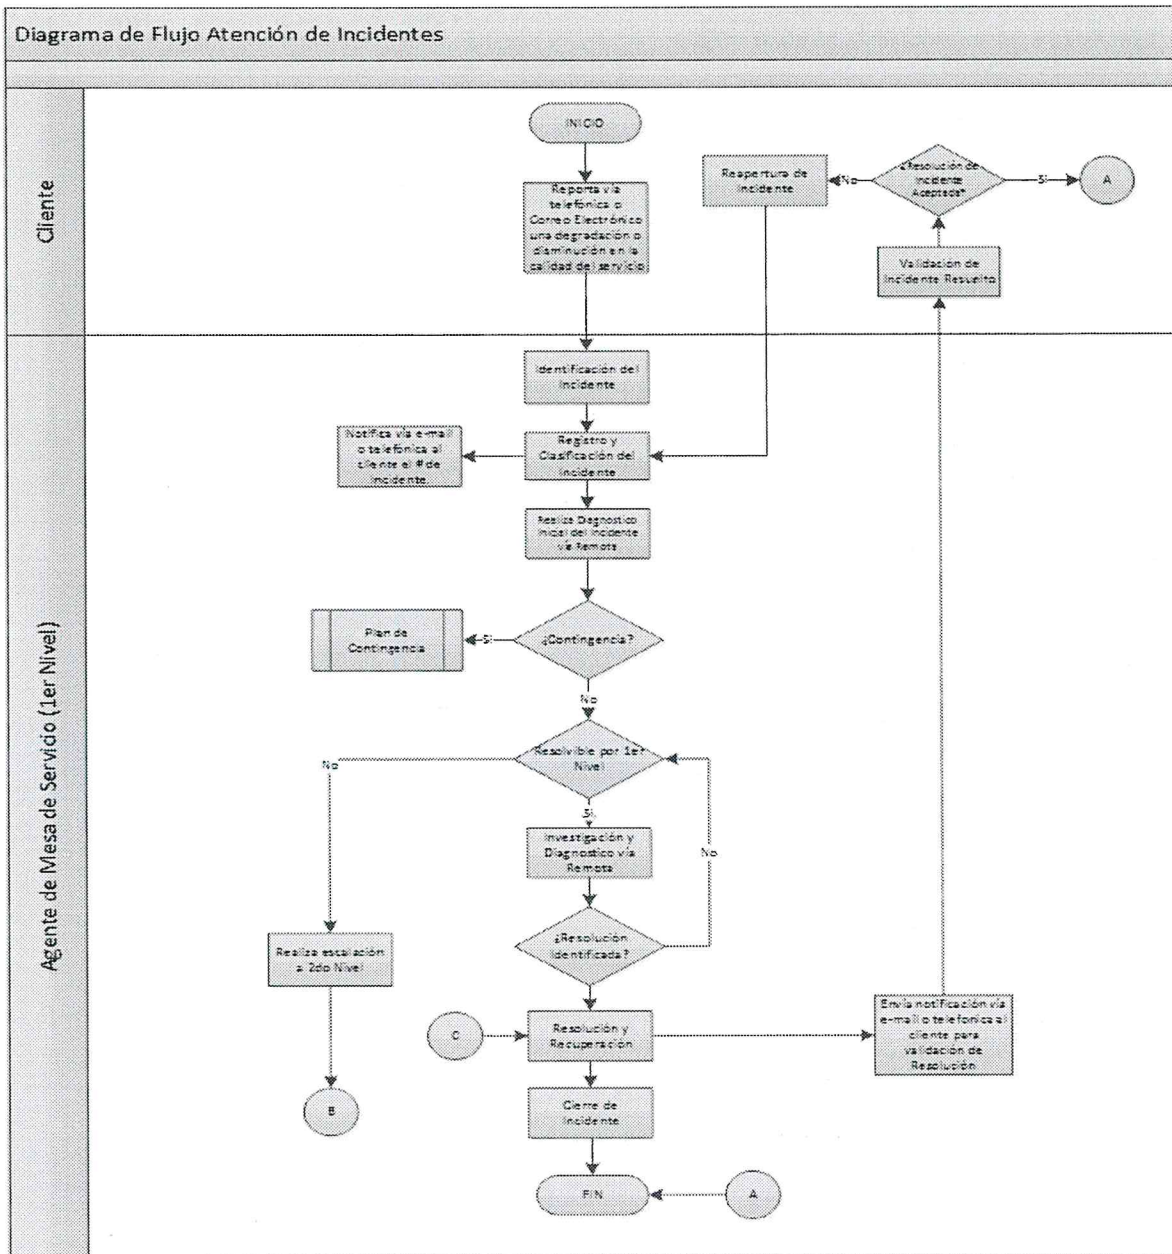 Diagrama de Flujo Atención de Incidentes
Cliente
INICIO
Reporta vía
telefónica o
Correo Electrónico
una degradación o
disminución en la
calidad del servicio
Reapertura de
Incidente
No
¿Resolución de
Incidente
Aceptada?
Si
A
Validación de
Incidente Resuelto
Agente de Mesa de Servicio (1er Nivel)
Identificación del
Incidente
Notifica vía e-mail
o telefónica al
cliente el # de
Incidente.
Registro y
Clasificación del
Incidente
Realiza Diagnostico
Inicial del Incidente
vía Remota
Plan de
Contingencia
Si
¿Contingencia?
No
Resolvible por 1er
Nivel
No
Si
Investigación y
Diagnostico vía
Remota
No
¿Resolución
Identificada?
Realiza escalación
a 2do Nivel
C
Resolución y
Recuperación
Envía notificación vía
e-mail o telefonica al
cliente para
validación de
Resolución
B
Cierre de
Incidente
FIN
A